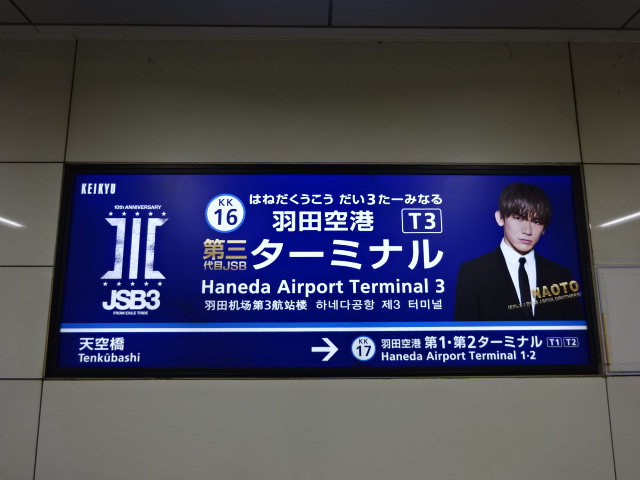 KEIKYU
10th ANNIVERSARY
JSB3
FROM EXILE TRIBE
KK
16
はねだくうこう だい3たーみなる
羽田空港 T3
第三
代目JSB
ターミナル
Haneda Airport Terminal 3
羽田机场第3航站楼 하네다공항 제3 터미널
NAOTO
天空橋
Tenkūbashi
→
KK
17
羽田空港 第1・第2ターミナル T1 T2
Haneda Airport Terminal 1・2